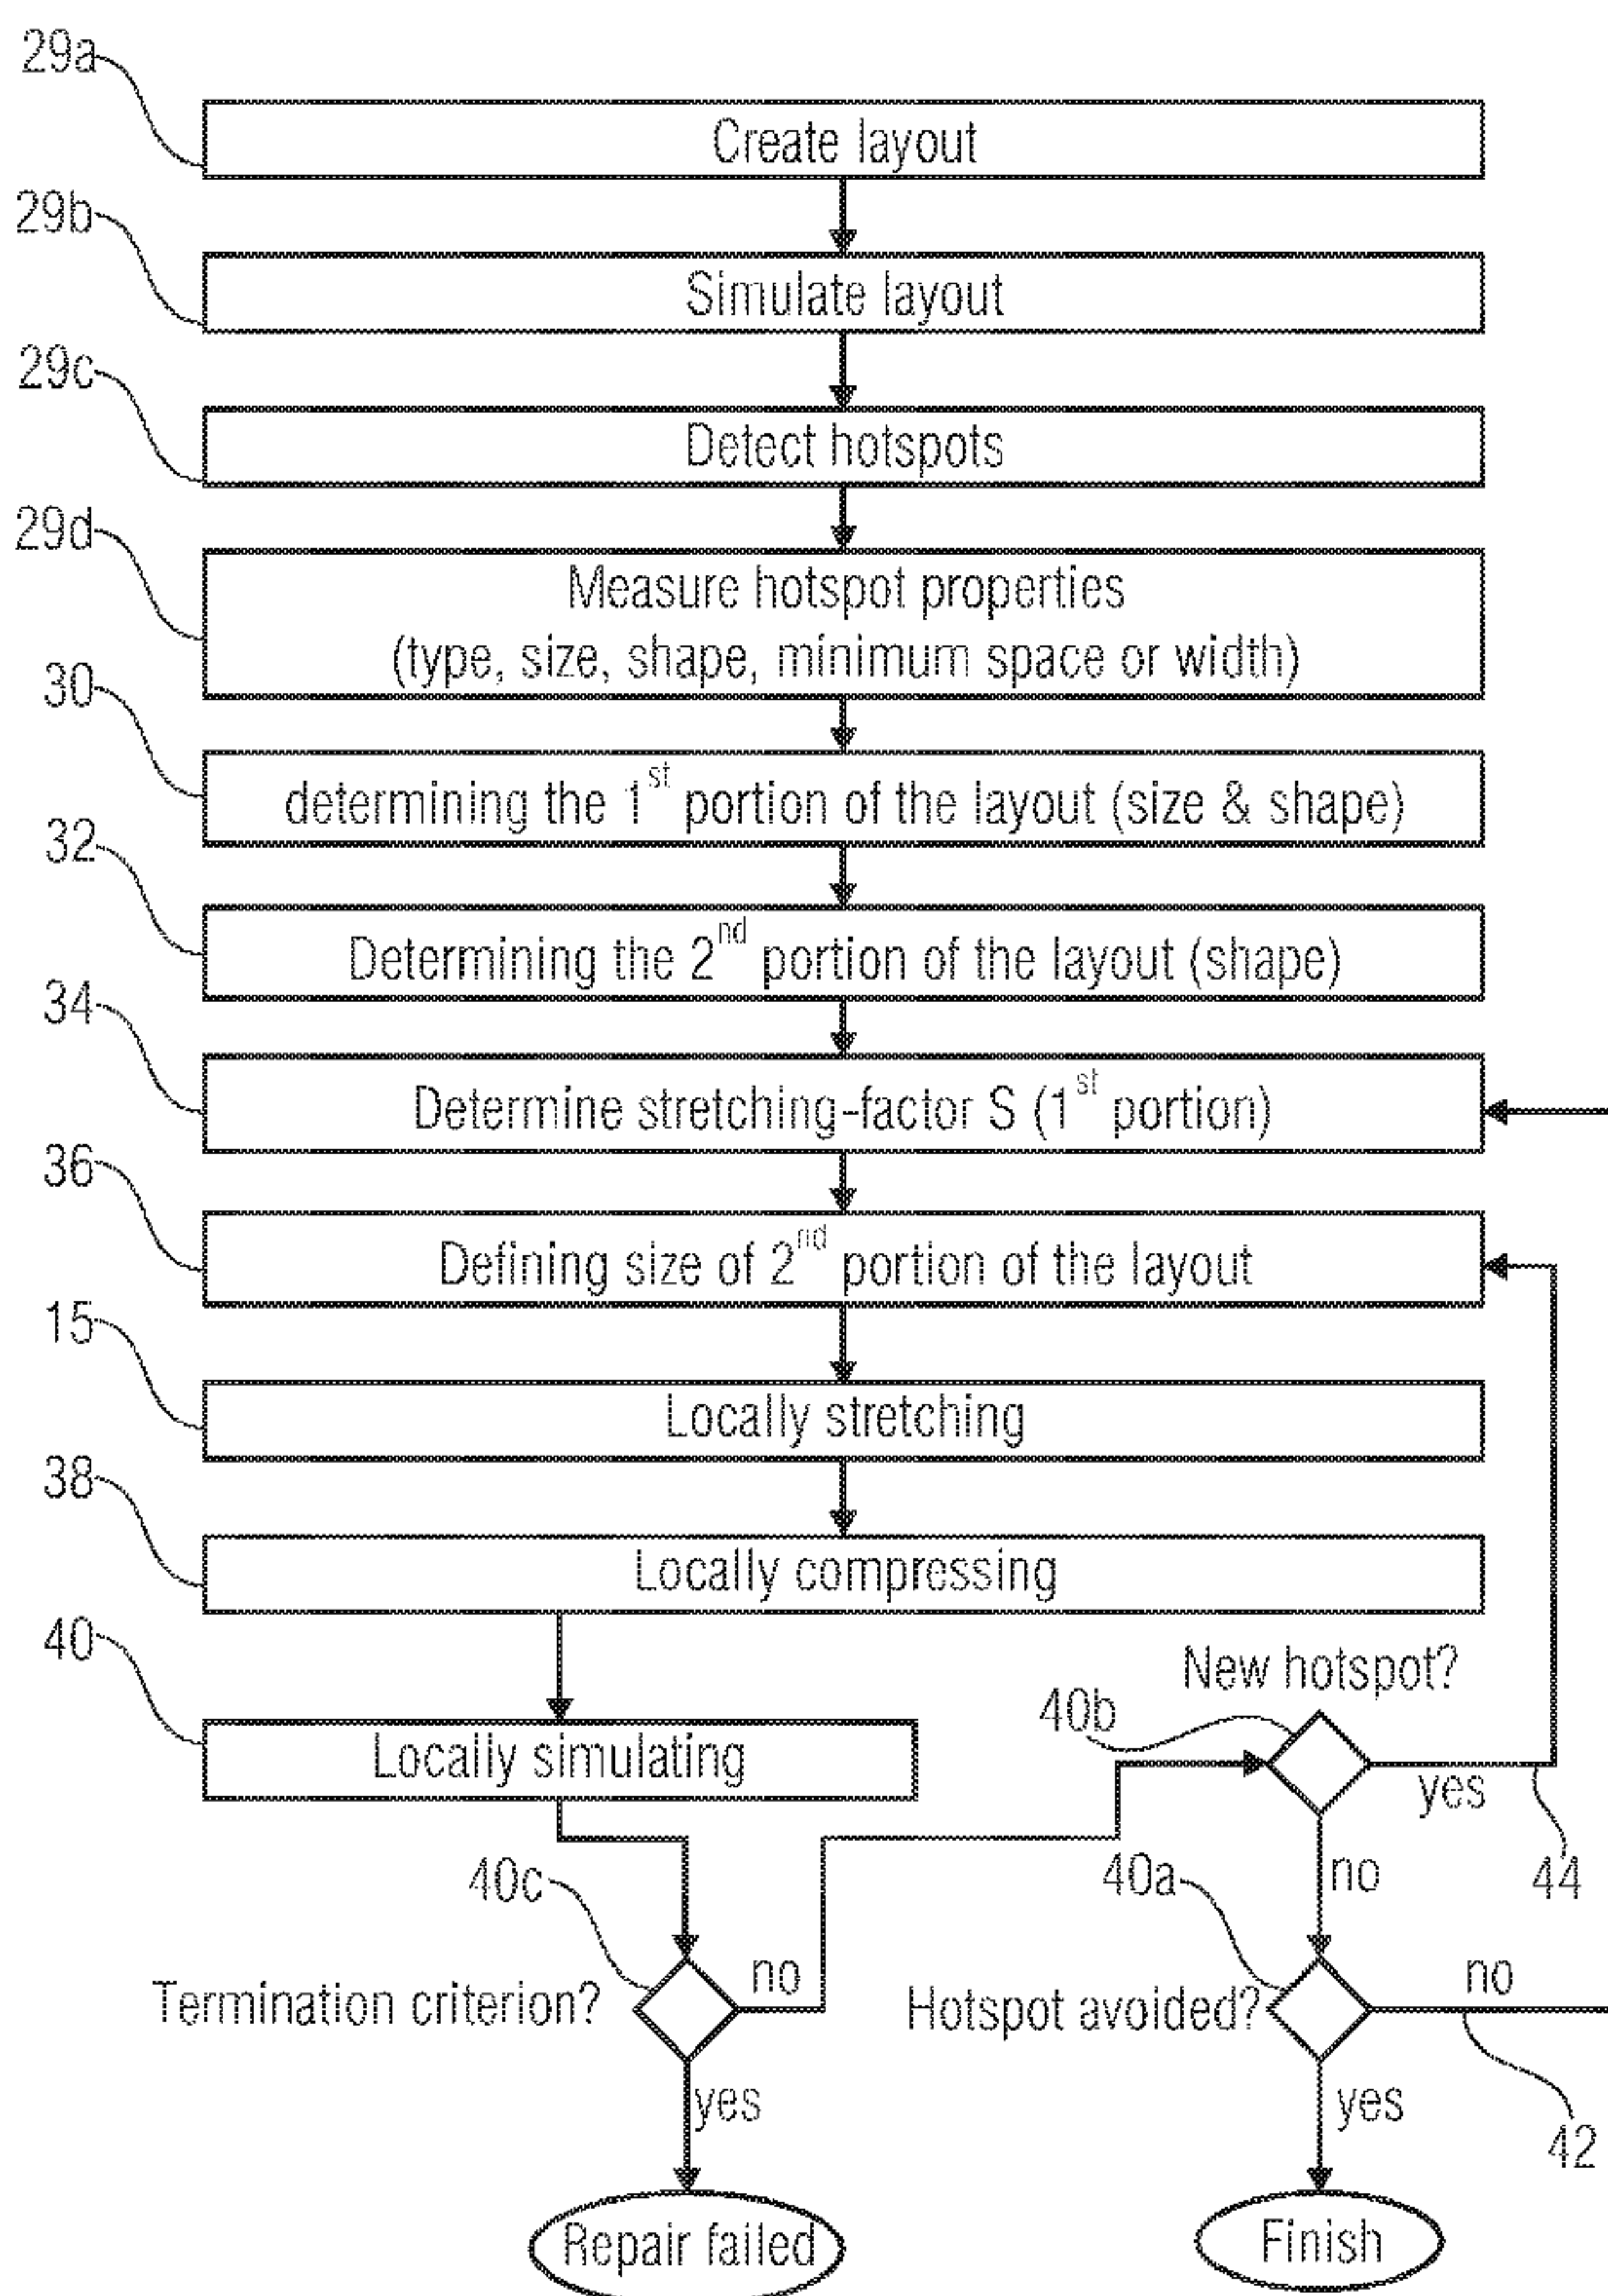 29a
Create layout
29b
Simulate layout
29c
Detect hotspots
29d
Measure hotspot properties
(type, size, shape, minimum space or width)
30
determining the 1st portion of the layout (size & shape)
32
Determining the 2nd portion of the layout (shape)
34
Determine stretching-factor S (1st portion)
36
Defining size of 2nd portion of the layout
15
Locally stretching
38
Locally compressing
40
Locally simulating
New hotspot?
40b
yes
44
no
40c
40a
Termination criterion?
no
Hotspot avoided?
no
42
yes
yes
Repair failed
Finish